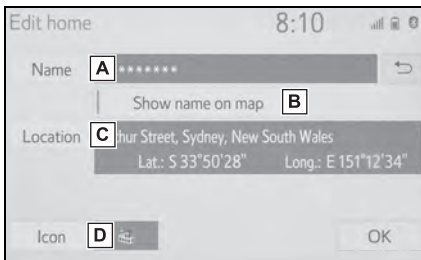 Edit home 8:10
Name A *******
Show name on map B
Location C hur Street, Sydney, New South Wales
Lat.: S 33°50'28" Long.: E 151°12'34"
Icon D OK